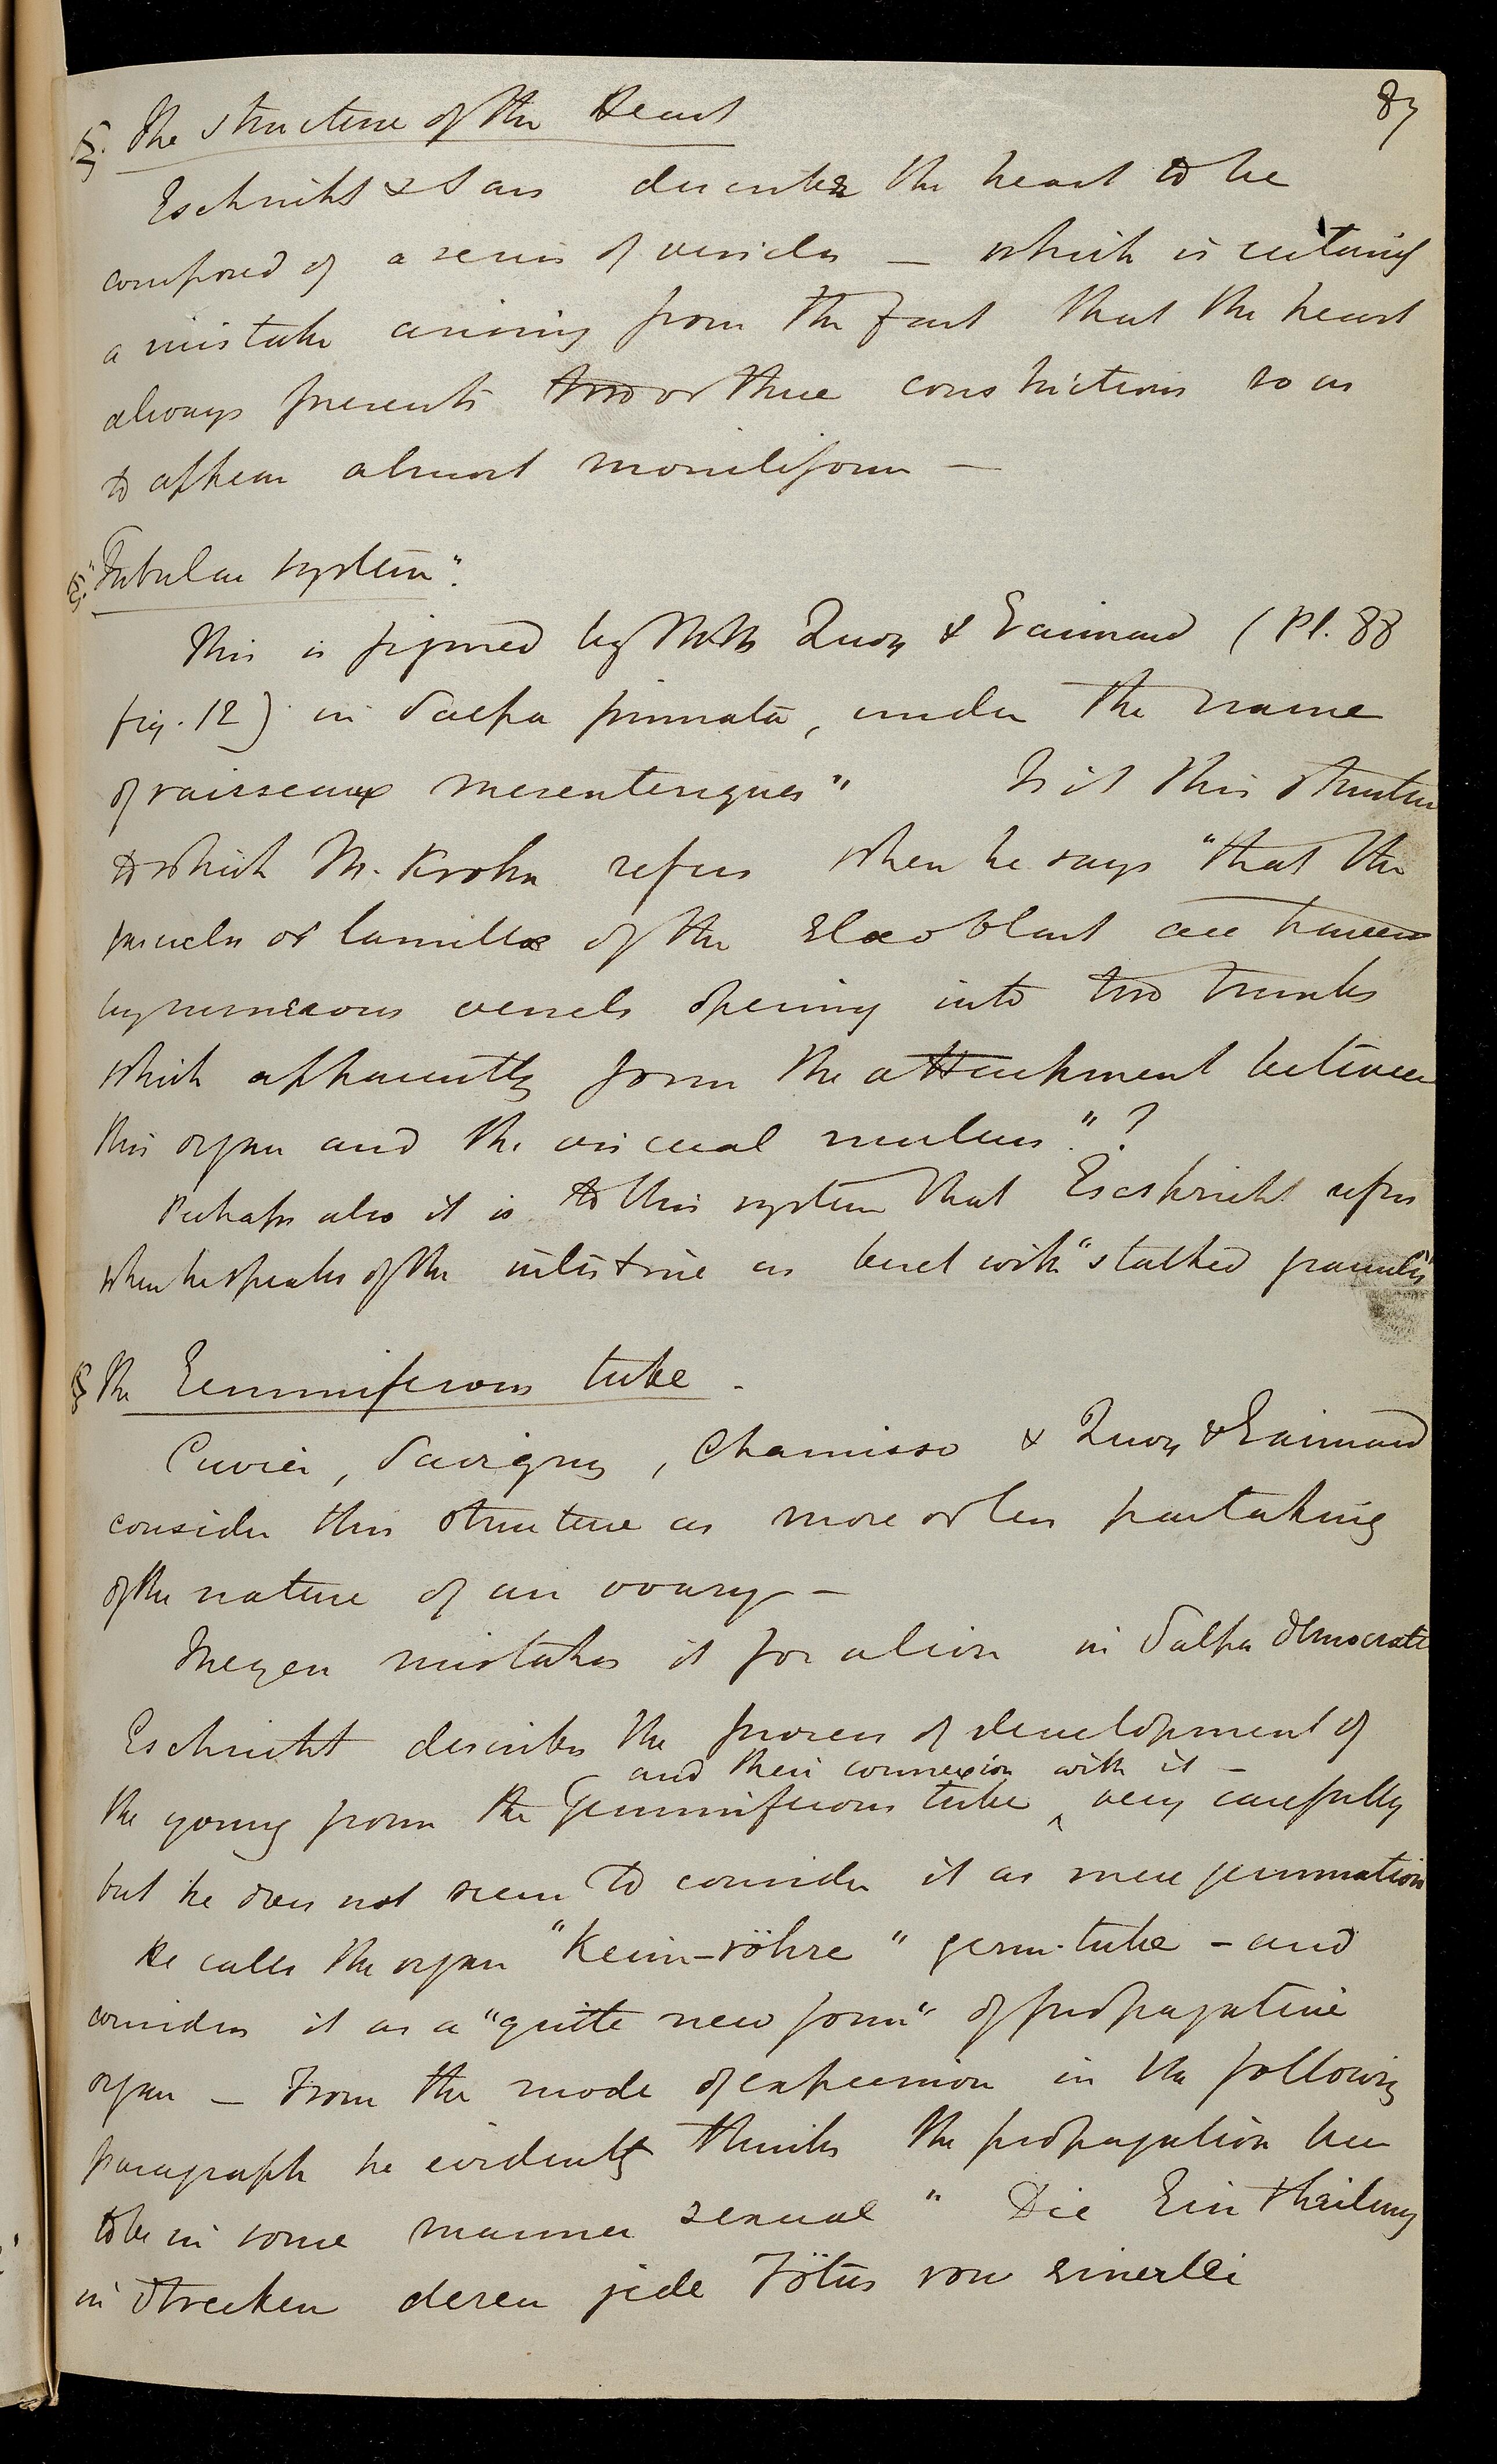 87
§. The structure of the Heart
Eschricht & Sars describe the heart to be
composed of a series of vesicles — which is certainly
a mistake arising from the fact that the heart
always presents two or three constrictions so as
to appear almost moniliform —
§. "Tubular system".
This is figured by MM Quoy & Gaimard (Pl. 88
fig. 12) in Salpa pinnata, under the name
of vaisseaux mesenteriques" Is it this structure
to which M. Krohn refers when he says "that the
or lamellae of the Elaeoblast are traversed
by numerous vessels opening into two trunks
which apparently form the attachment between
this organ and the visceral nucleus"?
Perhaps also it is to this system that Eschricht refers
when he speaks of the intestine as beset with "stalked granules"
§ The Gemmiferous tube.
Cuvier, Savigny, Chamisso & Quoy & Gaimard
consider this structure as more or less partaking
of the nature of an ovary —
Meyen mistakes it for a liver in Salpa democratica
Eschricht describes the process of development of
and their connexion with it —
the young from the Gemmiferous tube ^ very carefully
but he does not seem to consider it as mere gemmation
He calls the organ "Keim-röhre" germ-tube — and
considers it as a "quite new form" of propagative
organ — From the mode of expression in the following
paragraph he evidently thinks the propagation here
to be in some manner sexual "Die Eintheilung
in Strecken deren jede Fötus von einerlei